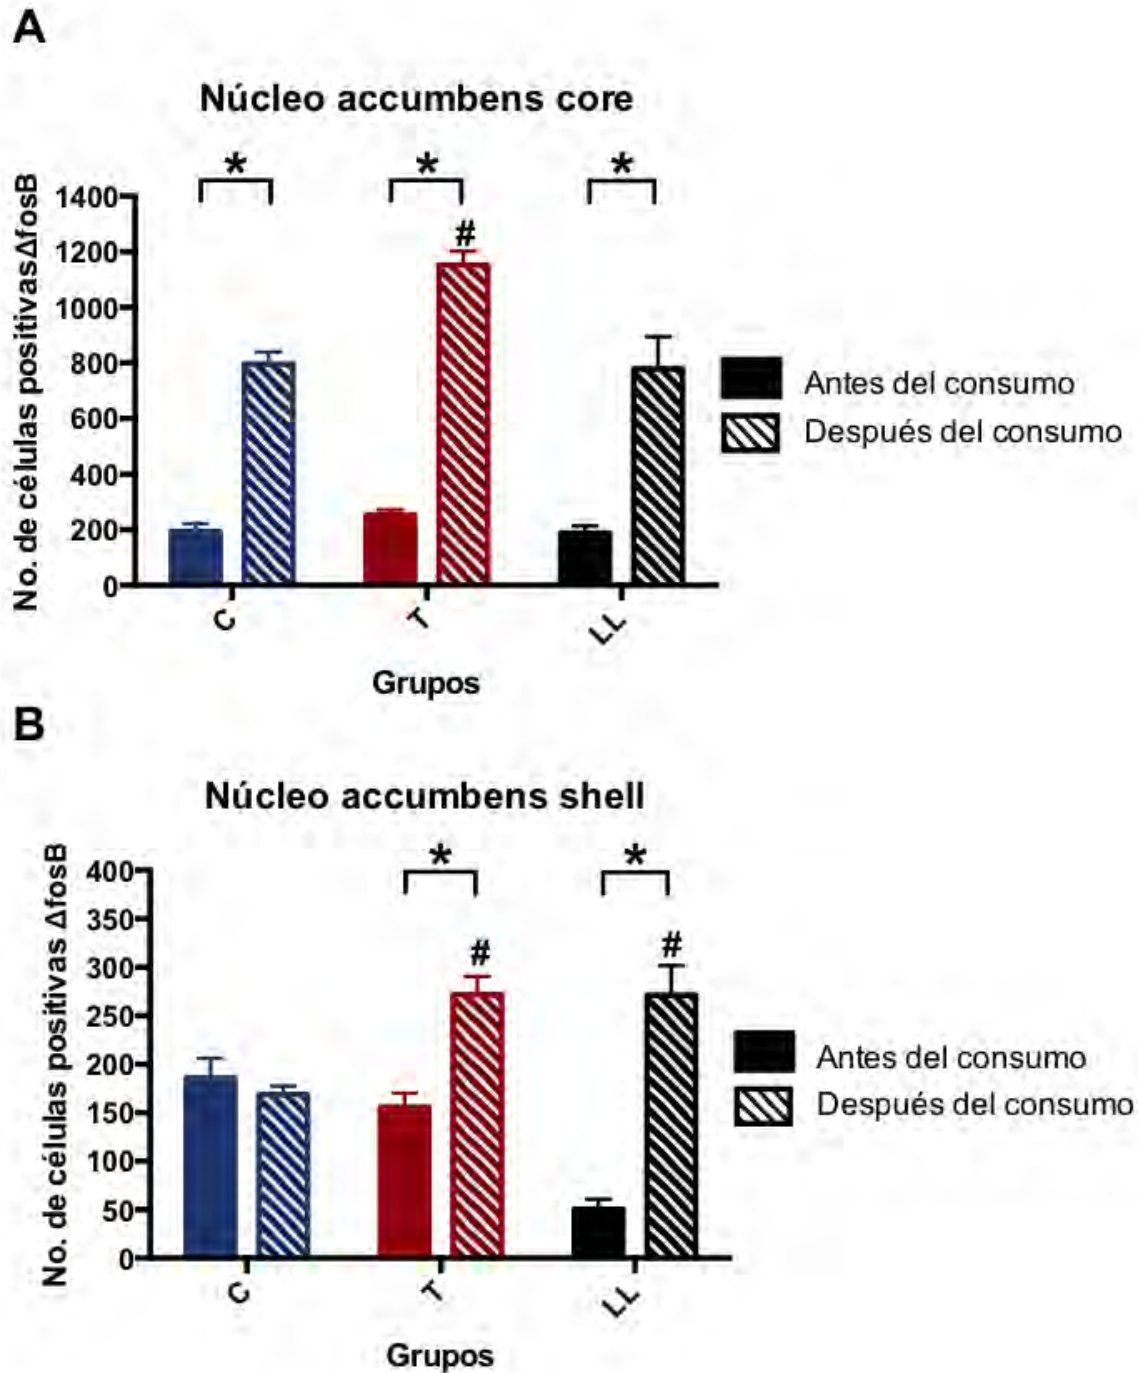 A
Núcleo accumbens core
* * *
#
No. de células positivasΔfosB
1400
1200
1000
800
600
400
200
0
C T LL
Grupos
Antes del consumo
Después del consumo
B
Núcleo accumbens shell
* *
# #
No. de células positivas ΔfosB
400
350
300
250
200
150
100
50
0
C T LL
Grupos
Antes del consumo
Después del consumo